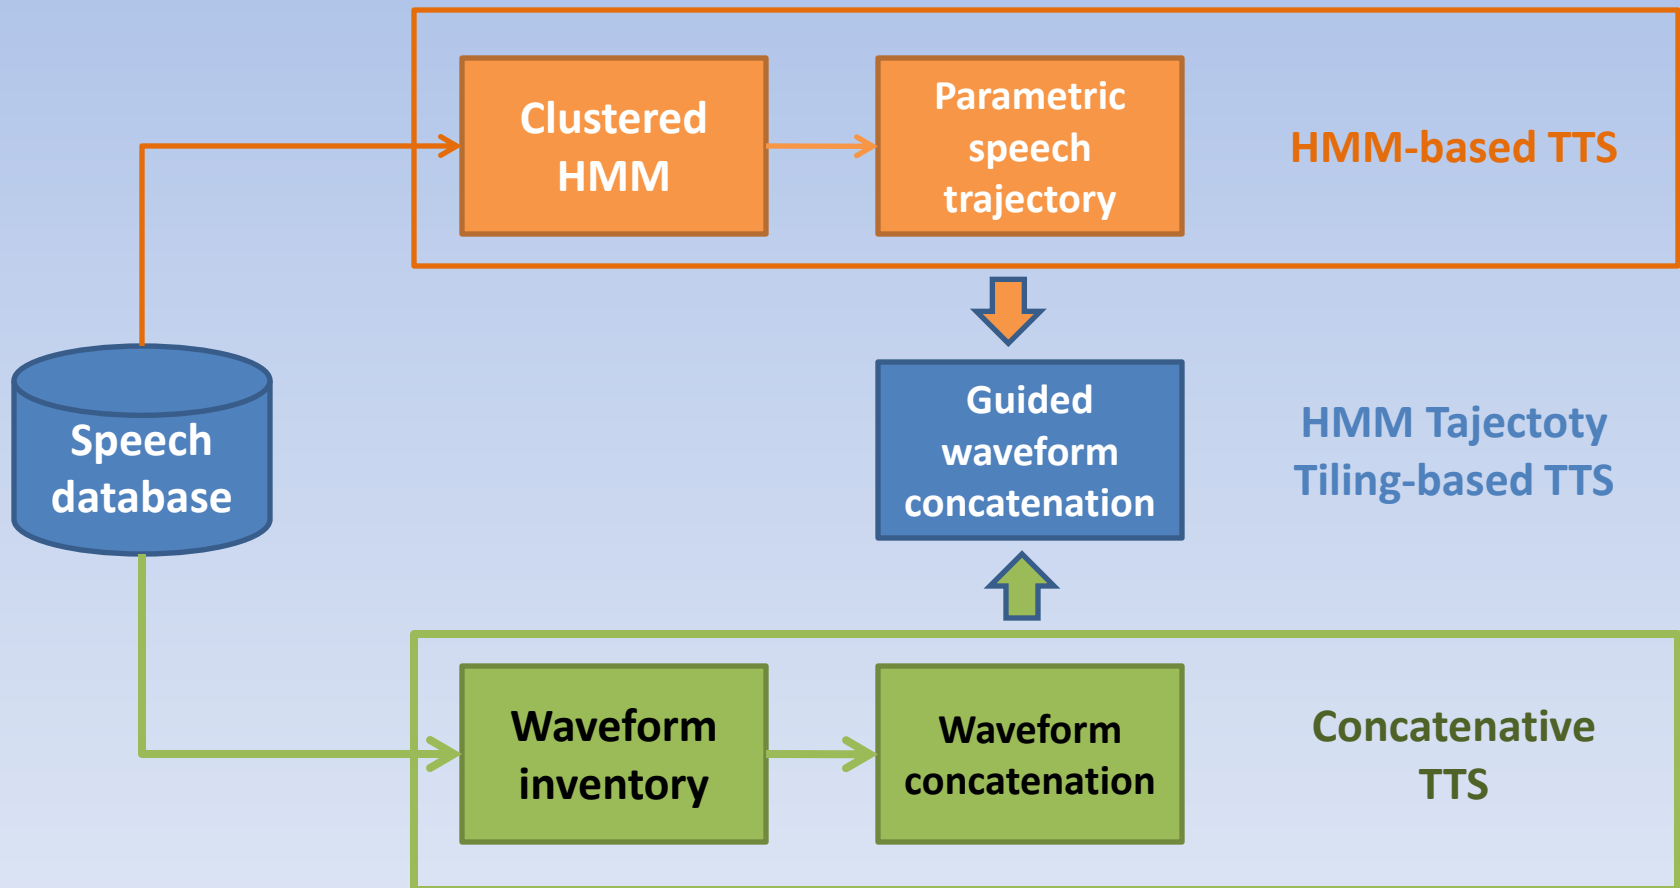 Clustered
HMM
Parametric
speech
trajectory
HMM-based TTS
Speech
database
Guided
waveform
concatenation
HMM Tajectoty
Tiling-based TTS
Waveform
inventory
Waveform
concatenation
Concatenative
TTS